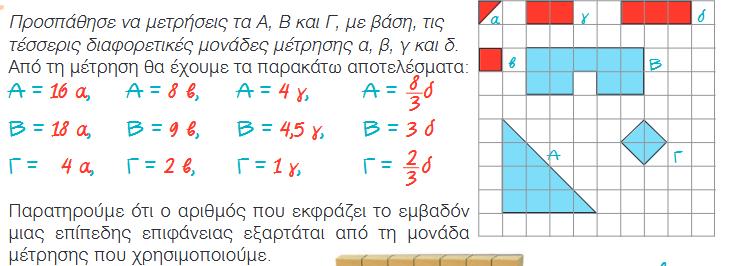 Προσπάθησε να μετρήσεις τα Α, Β και Γ, με βάση, τις
τέσσερις διαφορετικές μονάδες μέτρησης α, β, γ και δ.
Από τη μέτρηση θα έχουμε τα παρακάτω αποτελέσματα:
Α = 16 α, Α = 8 β, Α = 4 γ, Α = 8/3 δ
Β = 18 α, Β = 9 β, Β = 4,5 γ, Β = 3 δ
Γ = 4 α, Γ = 2 β, Γ = 1 γ, Γ = 2/3 δ
Παρατηρούμε ότι ο αριθμός που εκφράζει το εμβαδόν
μιας επίπεδης επιφάνειας εξαρτάται από τη μονάδα
μέτρησης που χρησιμοποιουμε.
α γ δ
β Β
Α Γ